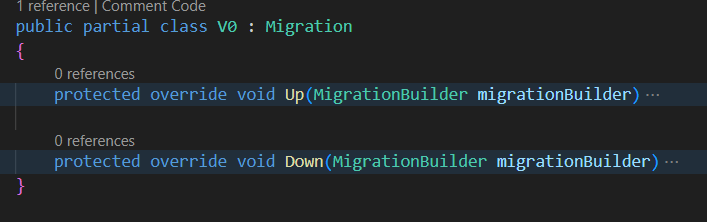 1 reference | Comment Code
public partial class V0 : Migration
{
0 references
protected override void Up(MigrationBuilder migrationBuilder) ···
0 references
protected override void Down(MigrationBuilder migrationBuilder) ···
}